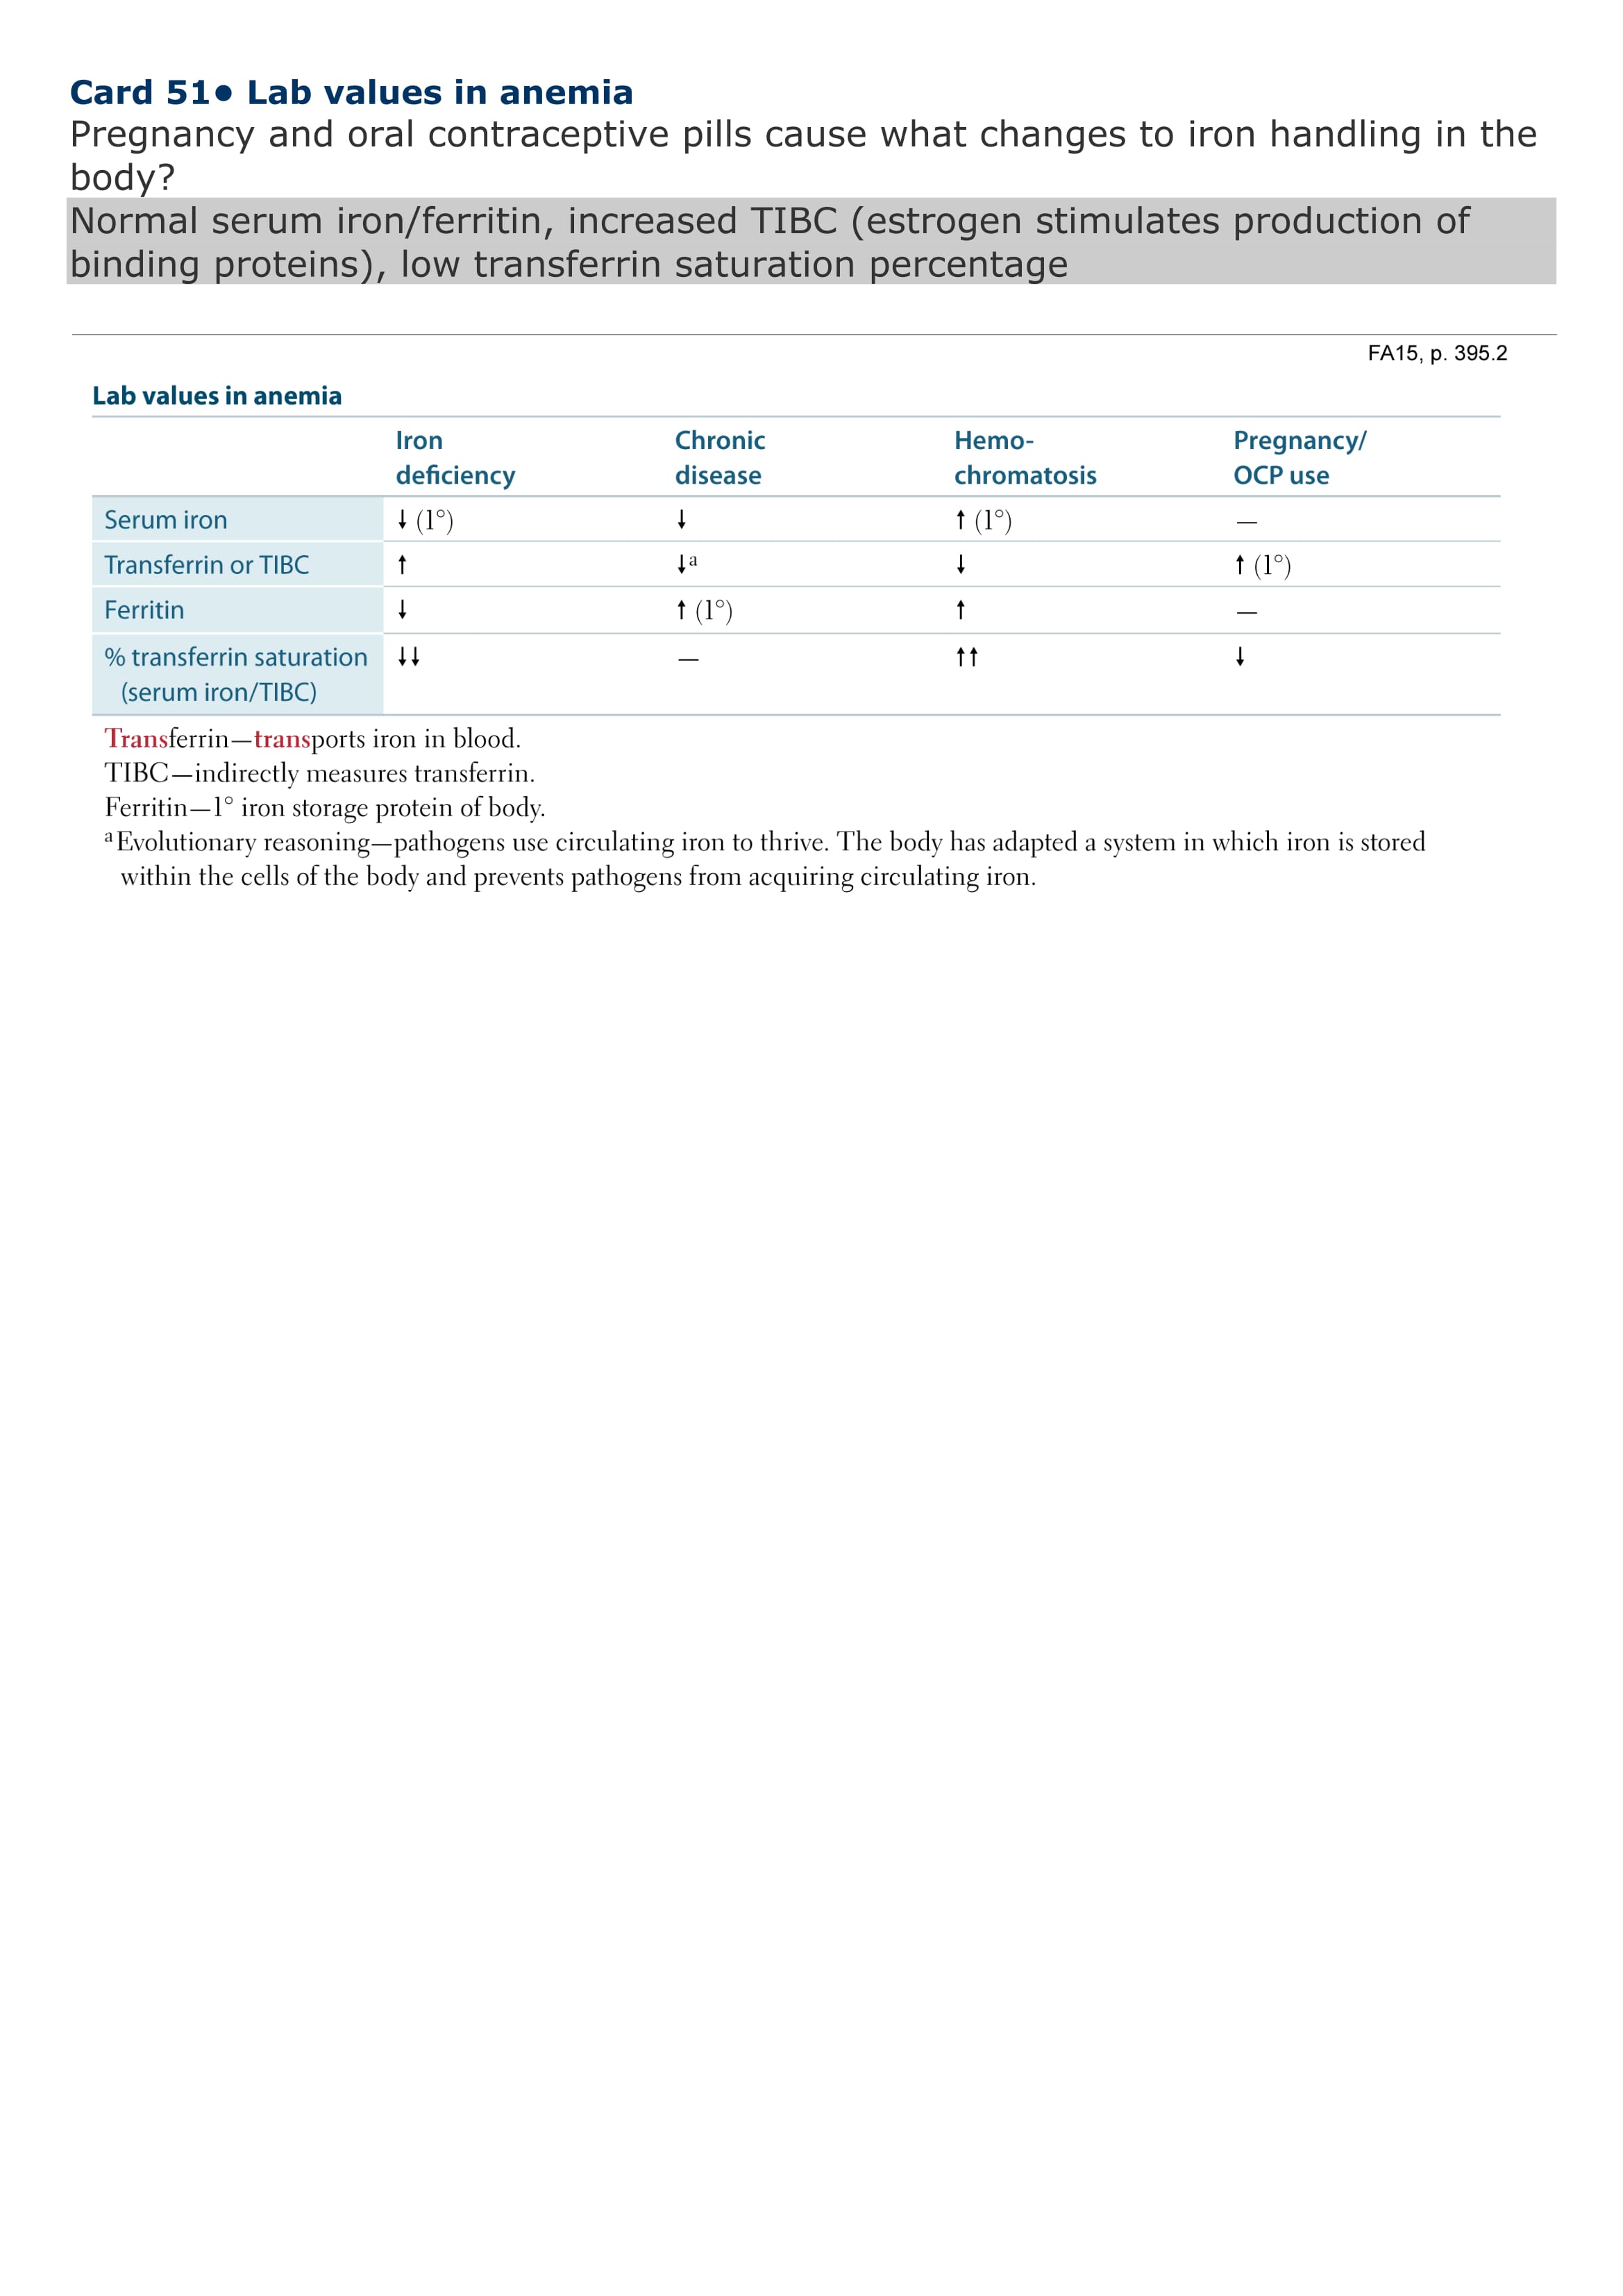 Card 51• Lab values in anemia
Pregnancy and oral contraceptive pills cause what changes to iron handling in the
body?
Normal serum iron/ferritin, increased TIBC (estrogen stimulates production of
binding proteins), low transferrin saturation percentage
FA15, p. 395.2
Lab values in anemia
Iron deficiency Chronic disease Hemo-chromatosis Pregnancy/OCP use
Serum iron ↓ (1°) ↓ ↑ (1°) —
Transferrin or TIBC ↑ ↓a ↓ ↑ (1°)
Ferritin ↓ ↑ (1°) ↑ —
% transferrin saturation ↓↓ — ↑↑ ↓
(serum iron/TIBC)
Transferrin—transports iron in blood.
TIBC—indirectly measures transferrin.
Ferritin—1° iron storage protein of body.
a Evolutionary reasoning—pathogens use circulating iron to thrive. The body has adapted a system in which iron is stored
within the cells of the body and prevents pathogens from acquiring circulating iron.